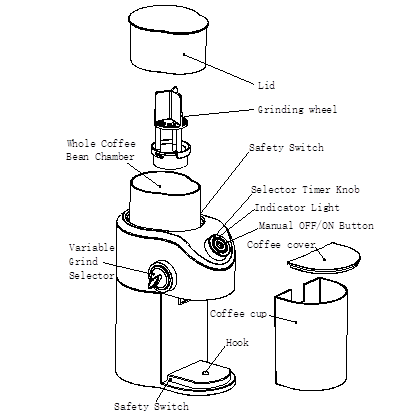 Lid
Grinding wheel
Whole Coffee
Bean Chamber
Safety Switch
Selector Timer Knob
Indicator Light
Manual OFF/ON Button
Coffee cover
Variable
Grind
Selector
Coffee cup
Hook
Safety Switch